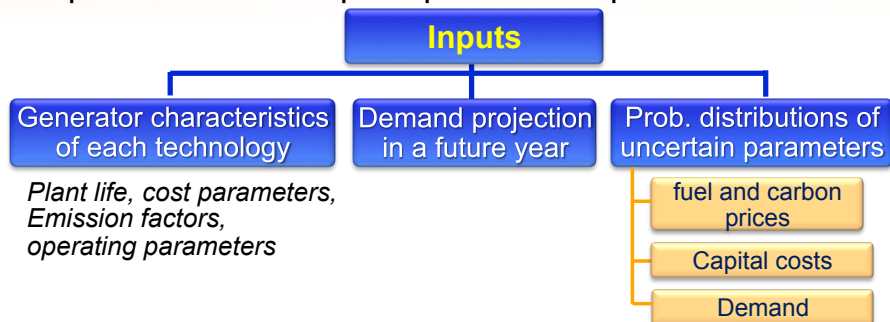 Inputs
Generator characteristics
of each technology
Demand projection
in a future year
Prob. distributions of
uncertain parameters
Plant life, cost parameters,
Emission factors,
operating parameters
fuel and carbon
prices
Capital costs
Demand